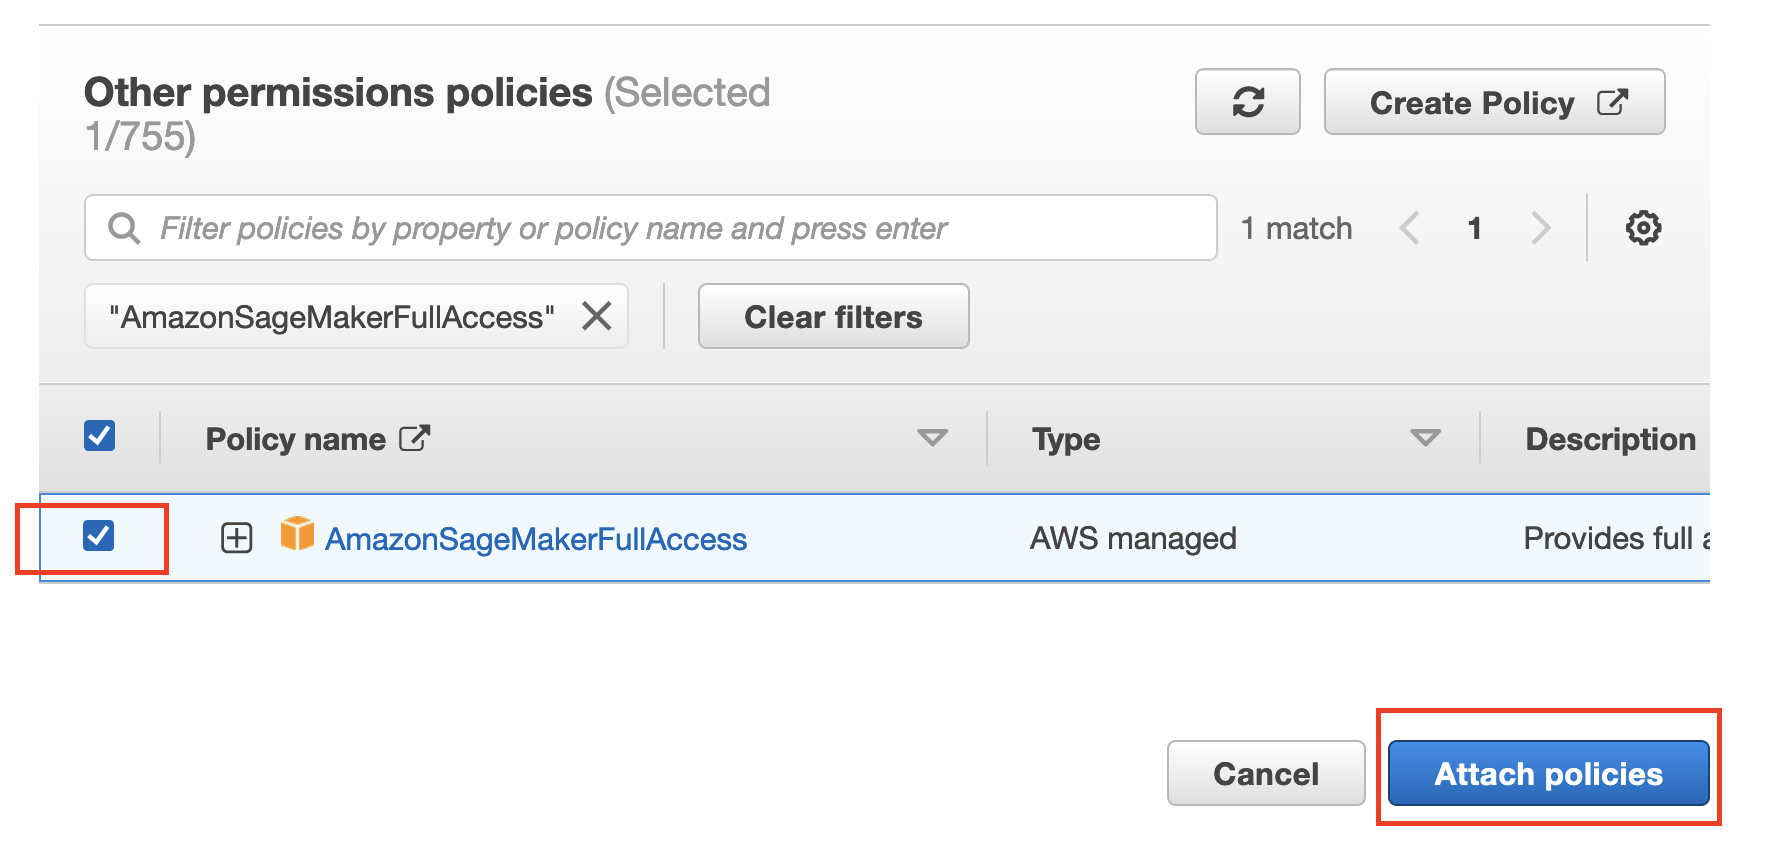 Other permissions policies (Selected
1/755)
Create Policy
Filter policies by property or policy name and press enter
1 match
1
"AmazonSageMakerFullAccess"
Clear filters
Policy name
Type
Description
AmazonSageMakerFullAccess
AWS managed
Provides full
Cancel
Attach policies